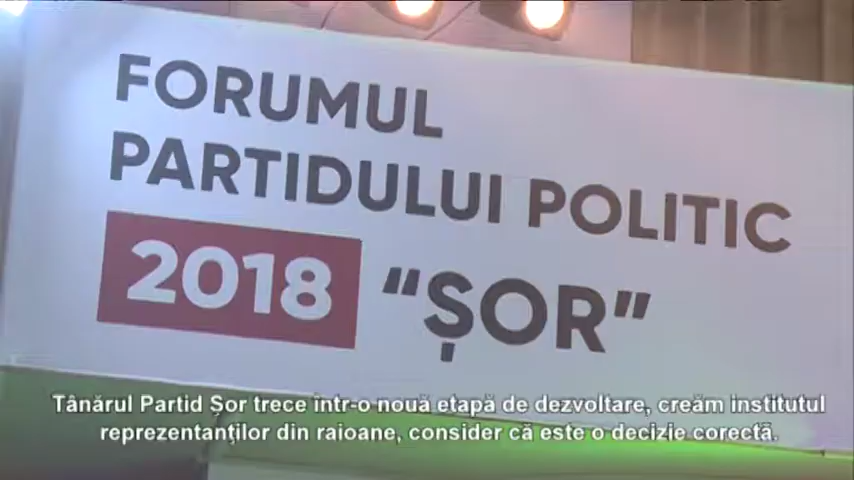 FORUMUL
PARTIDULUI POLITIC
2018 “ȘOR”
Tânărul Partid Șor trece într-o nouă etapă de dezvoltare, creăm institutul
reprezentanţilor din raioane, consider că este o decizie corectă.